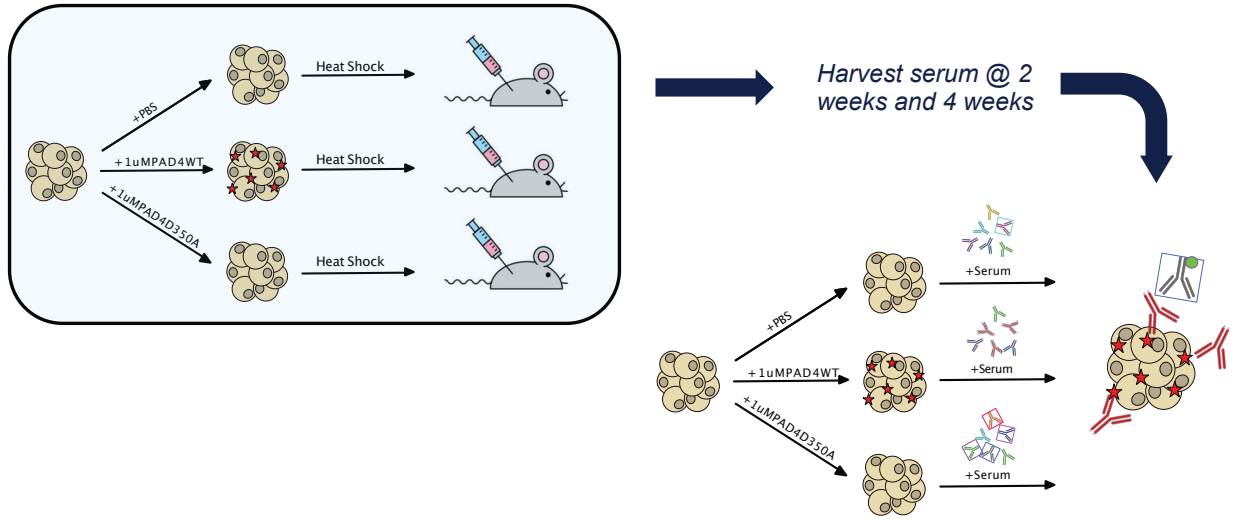 +PBS
Heat Shock
+1uMPAD4WT
Heat Shock
+1uMPAD4D350A
Heat Shock
Harvest serum @ 2
weeks and 4 weeks
+PBS
+Serum
+1uMPAD4WT
+Serum
+1uMPAD4D350A
+Serum